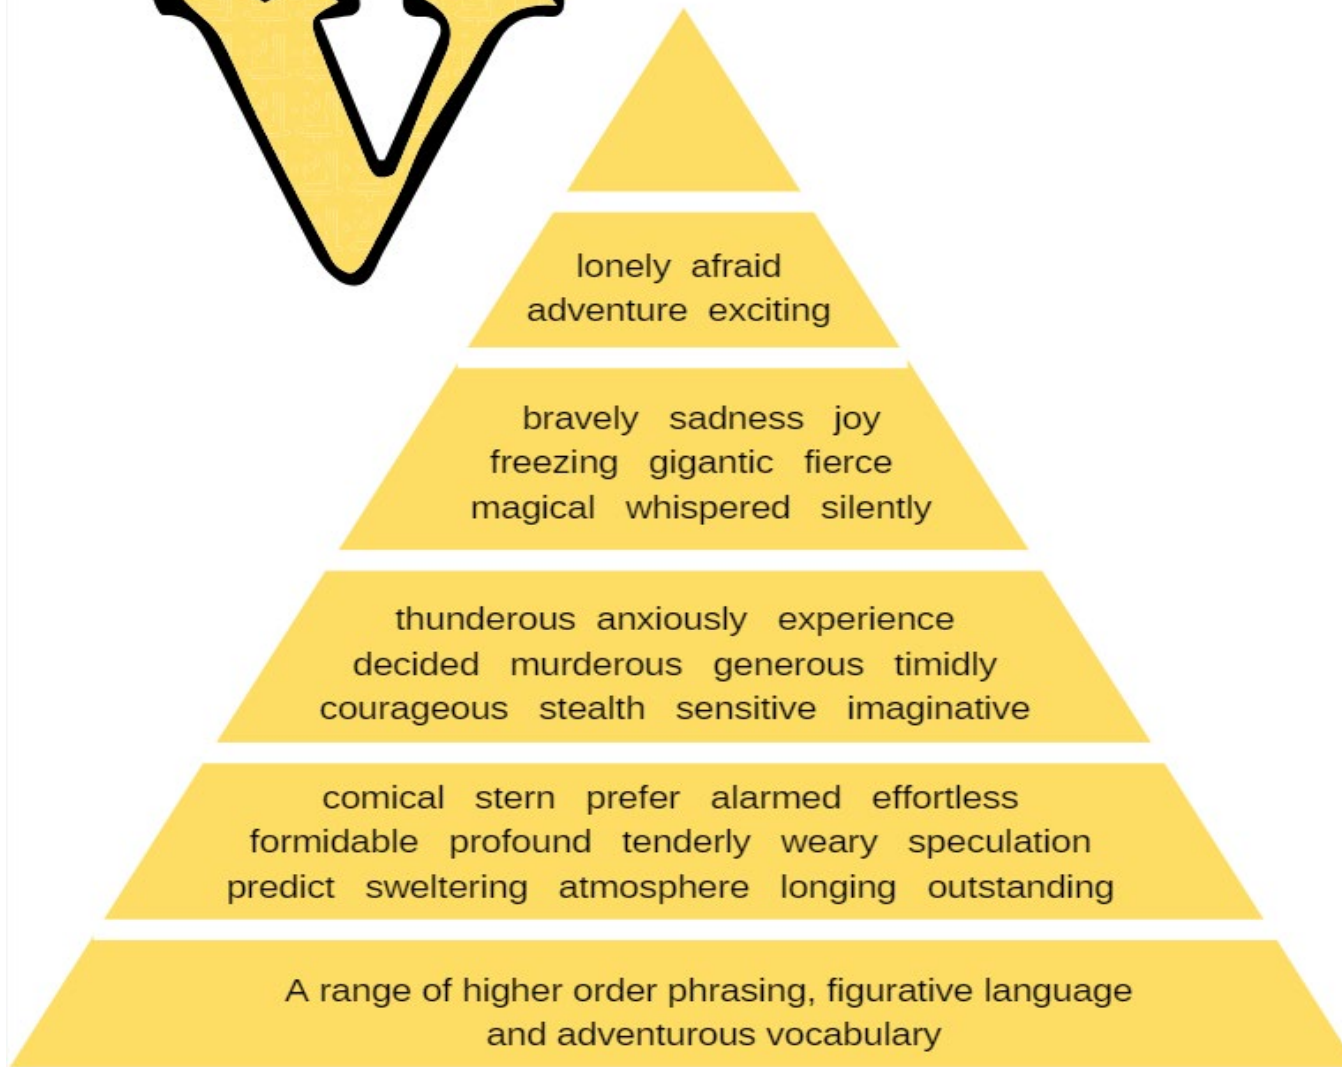 V
lonely afraid
adventure exciting
bravely sadness joy
freezing gigantic fierce
magical whispered silently
thunderous anxiously experience
decided murderous generous timidly
courageous stealth sensitive imaginative
comical stern prefer alarmed effortless
formidable profound tenderly weary speculation
predict sweltering atmosphere longing outstanding
A range of higher order phrasing, figurative language
and adventurous vocabulary